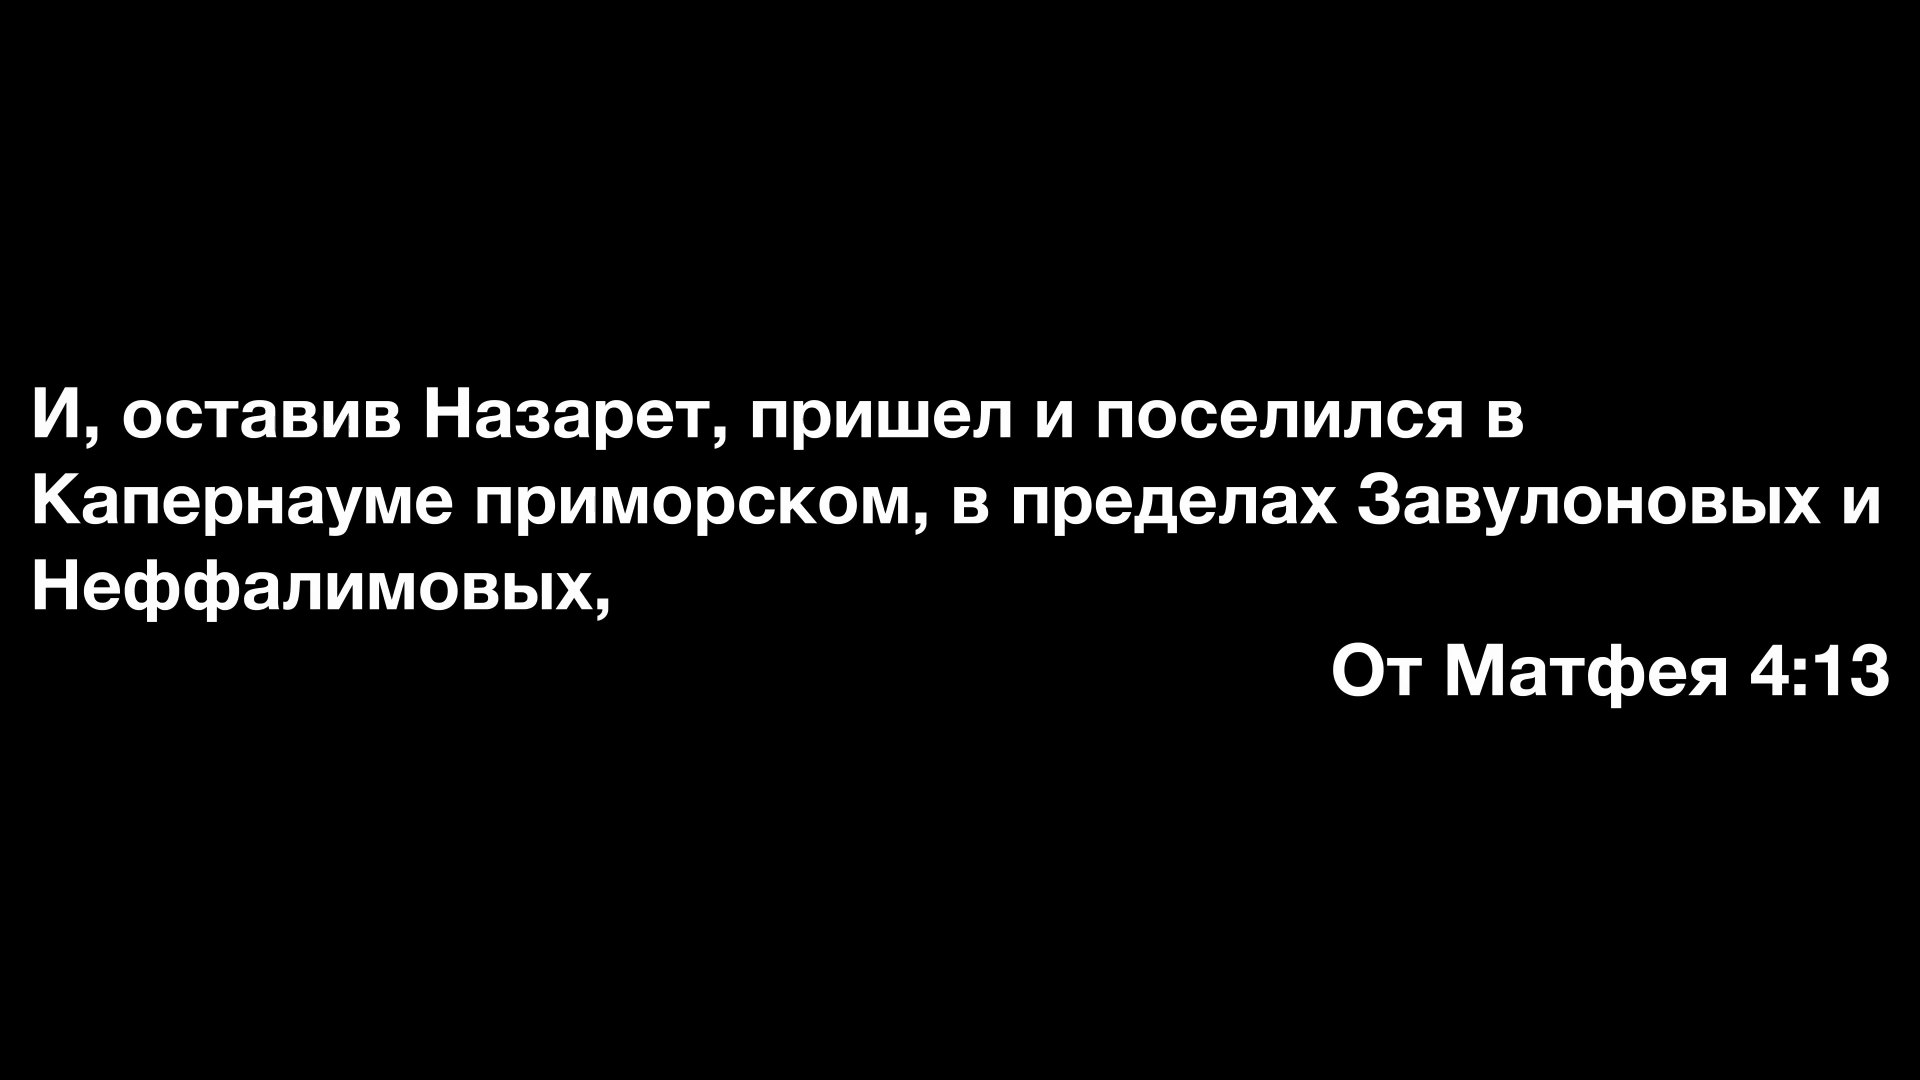 И, оставив Назарет, пришел и поселился в
Капернауме приморском, в пределах Завулоновых и
Неффалимовых,
От Матфея 4:13